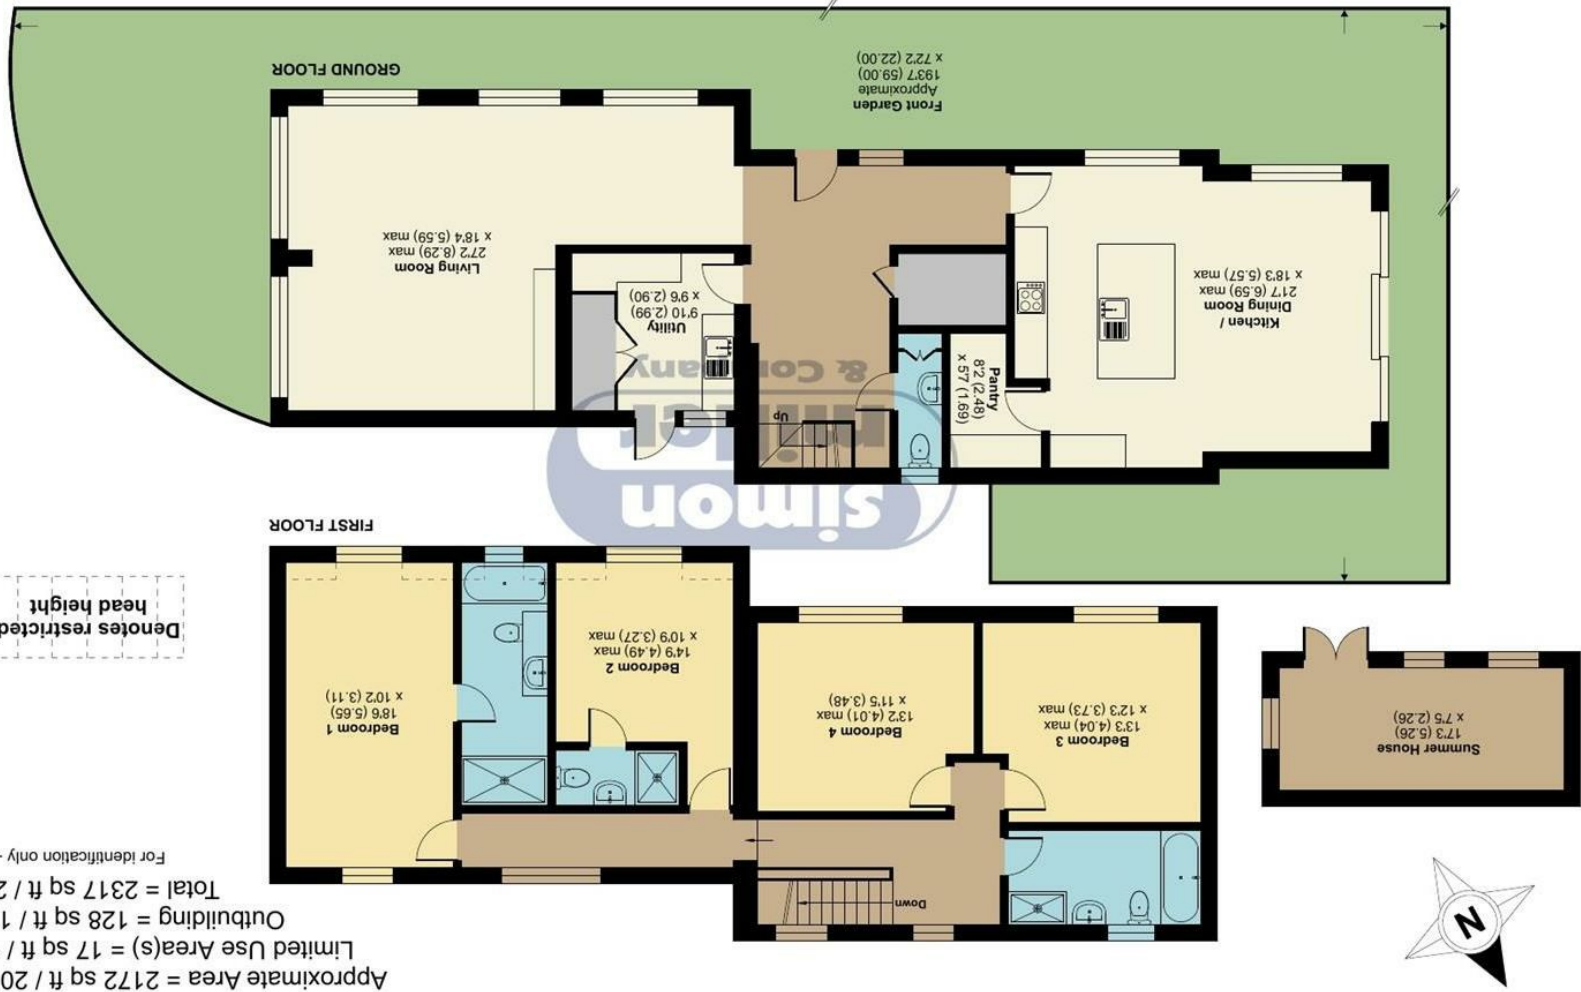 Approximate Area = 2172 sq ft / 20
Limited Use Area(s) = 17 sq ft /
Outbuilding = 128 sq ft / 1
Total = 2317 sq ft / 2
For identification only -
N
Down
Summer House
17'3 (5.26)
x 7'5 (2.26)
Bedroom 3
13'3 (4.04) max
x 12'3 (3.73) max
Bedroom 4
13'2 (4.01) max
x 11'5 (3.48)
Bedroom 2
14'9 (4.49) max
x 10'9 (3.27) max
Bedroom 1
18'6 (5.65)
x 10'2 (3.11)
Denotes restricted
head height
FIRST FLOOR
simon
miller
& Company
Up
Pantry
8'2 (2.48)
x 5'7 (1.69)
Kitchen /
Dining Room
21'7 (6.59) max
x 18'3 (5.57) max
Utility
9'10 (2.99)
x 9'6 (2.90)
Living Room
27'2 (8.29) max
x 18'4 (5.59) max
Front Garden
Approximate
193'7 (59.00)
x 72'2 (22.00)
GROUND FLOOR